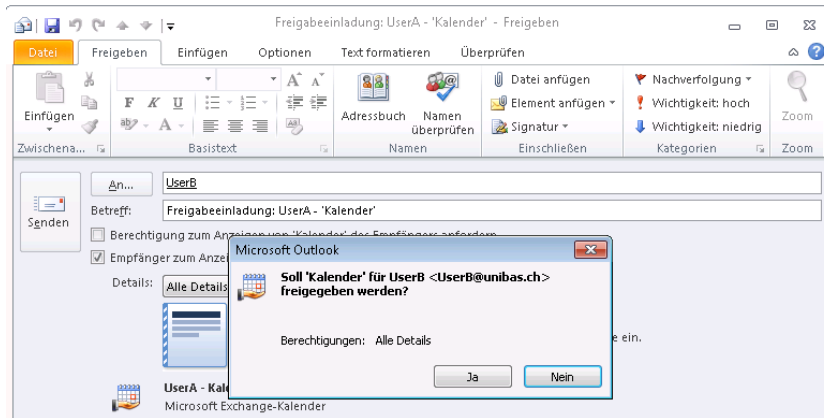 Freigabeeinladung: UserA - 'Kalender' - Freigeben
Datei Freigeben Einfügen Optionen Text formatieren Überprüfen
Einfügen
F K U
Adressbuch Namen überprüfen
Datei anfügen
Element anfügen
Signatur
Nachverfolgung
Wichtigkeit: hoch
Wichtigkeit: niedrig
Zoom
Zwischena... Basistext Namen Einschließen Kategorien Zoom
Senden
An... UserB
Betreff: Freigabeeinladung: UserA - 'Kalender'
Berechtigung zum Anzeigen von 'Kalender' des Empfängers anfordern
Empfänger zum Anzei
Details: Alle Details
e ein.
UserA - Kale
Microsoft Exchange-Kalender
Microsoft Outlook
Soll 'Kalender' für UserB <UserB@unibas.ch>
freigegeben werden?
Berechtigungen: Alle Details
Ja Nein